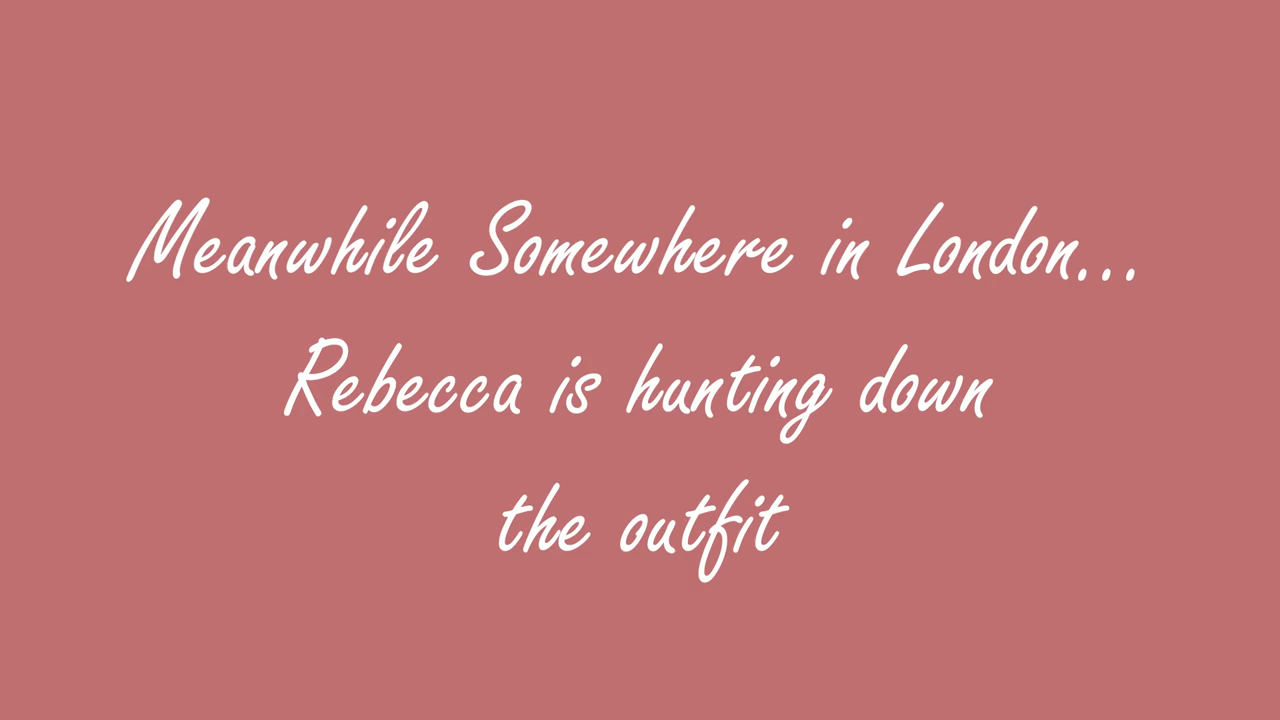 Meanwhile Somewhere in London...
Rebecca is hunting down
the outfit